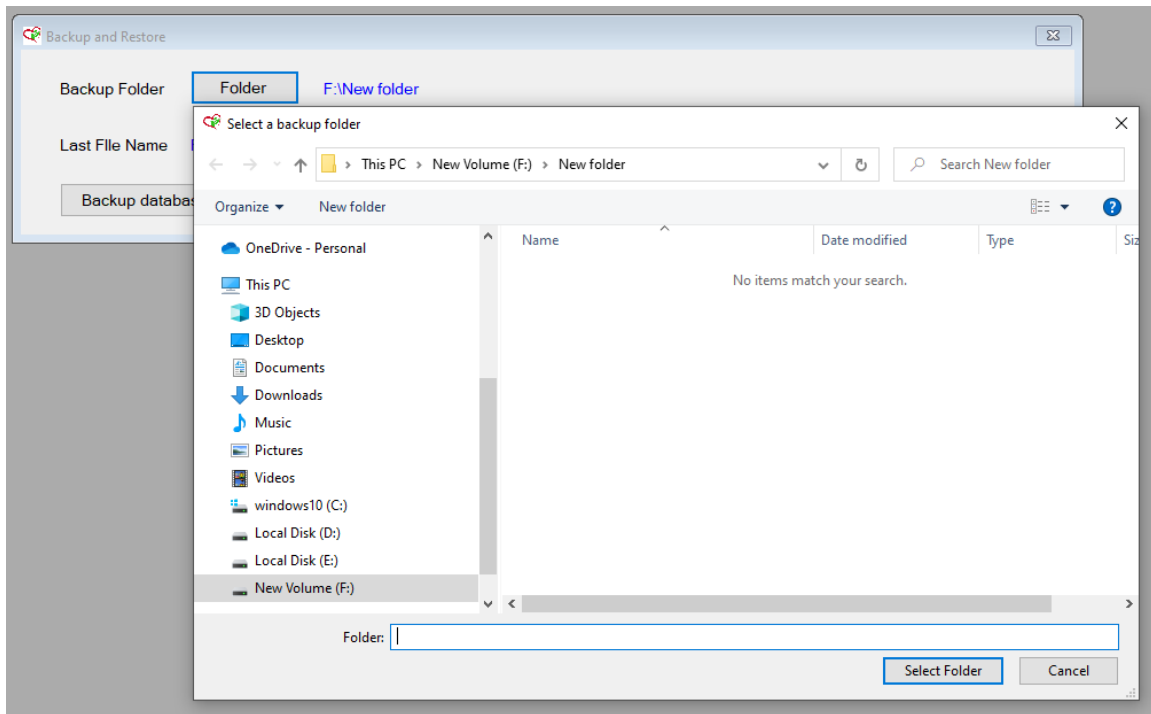 Backup and Restore
Backup Folder Folder F:\New folder
Select a backup folder
Last FIle Name
This PC > New Volume (F:) > New folder Search New folder
Backup databas
Organize New folder
Name Date modified Type Siz
OneDrive - Personal
No items match your search.
This PC
3D Objects
Desktop
Documents
Downloads
Music
Pictures
Videos
windows10 (C:)
Local Disk (D:)
Local Disk (E:)
New Volume (F:)
Folder:
Select Folder Cancel